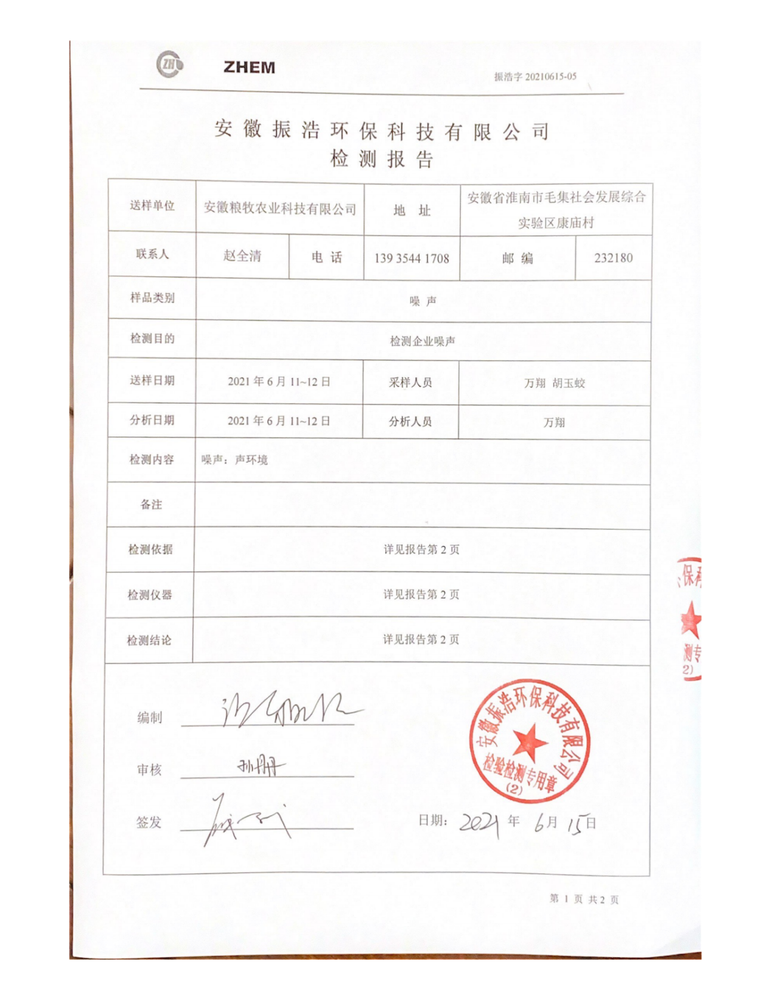 ZH
ZHEM
振浩字 20210615-05
安徽振浩环保科技有限公司
检测报告
送样单位 安徽粮牧农业科技有限公司 地 址 安徽省淮南市毛集社会发展综合
实验区康庙村
联系人 赵全清 电 话 139 3544 1708 邮 编 232180
样品类别 噪 声
检测目的 检测企业噪声
送样日期 2021 年 6 月 11~12 日 采样人员 万翔 胡玉蛟
分析日期 2021 年 6 月 11~12 日 分析人员 万翔
检测内容 噪声：声环境
备注
检测依据 详见报告第 2 页
检测仪器 详见报告第 2 页
检测结论 详见报告第 2 页
保科
测专
2)
编制
审核 孙丹丹
签发
安徽振浩环保科技有限公司
检验检测专用章
(2)
日期： 2021 年 6 月 15 日
第 1 页 共 2 页